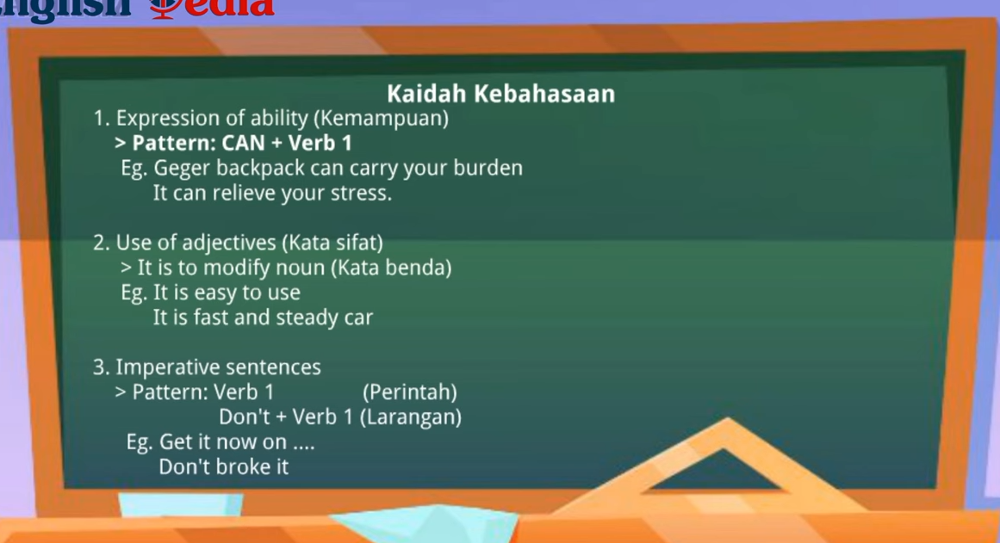 English Pedia
Kaidah Kebahasaan
1. Expression of ability (Kemampuan)
> Pattern: CAN + Verb 1
Eg. Geger backpack can carry your burden
It can relieve your stress.
2. Use of adjectives (Kata sifat)
> It is to modify noun (Kata benda)
Eg. It is easy to use
It is fast and steady car
3. Imperative sentences
> Pattern: Verb 1 (Perintah)
Don't + Verb 1 (Larangan)
Eg. Get it now on ....
Don't broke it